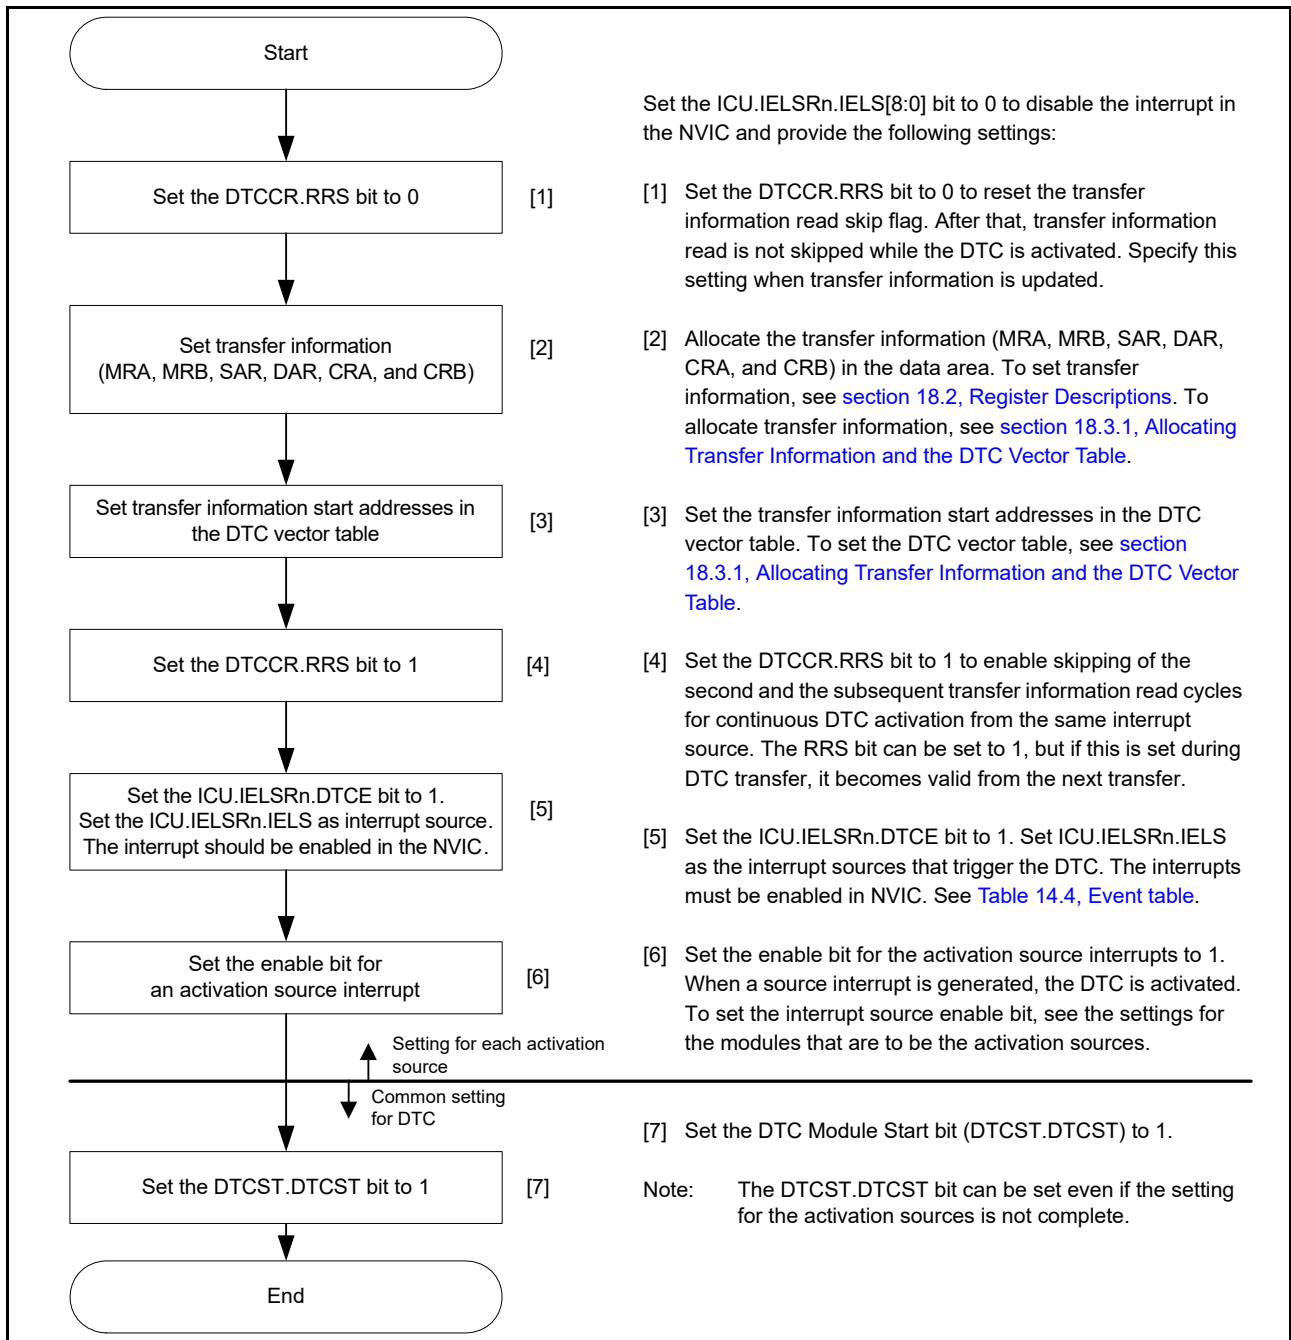 Start
Set the DTCCR.RRS bit to 0
[1]
Set transfer information
(MRA, MRB, SAR, DAR, CRA, and CRB)
[2]
Set transfer information start addresses in
the DTC vector table
[3]
Set the DTCCR.RRS bit to 1
[4]
Set the ICU.IELSRn.DTCE bit to 1.
Set the ICU.IELSRn.IELS as interrupt source.
The interrupt should be enabled in the NVIC.
[5]
Set the enable bit for
an activation source interrupt
[6]
Setting for each activation
source
Common setting
for DTC
Set the DTCST.DTCST bit to 1
[7]
End
Set the ICU.IELSRn.IELS[8:0] bit to 0 to disable the interrupt in
the NVIC and provide the following settings:
[1] Set the DTCCR.RRS bit to 0 to reset the transfer
information read skip flag. After that, transfer information
read is not skipped while the DTC is activated. Specify this
setting when transfer information is updated.
[2] Allocate the transfer information (MRA, MRB, SAR, DAR,
CRA, and CRB) in the data area. To set transfer
information, see section 18.2, Register Descriptions. To
allocate transfer information, see section 18.3.1, Allocating
Transfer Information and the DTC Vector Table.
[3] Set the transfer information start addresses in the DTC
vector table. To set the DTC vector table, see section
18.3.1, Allocating Transfer Information and the DTC Vector
Table.
[4] Set the DTCCR.RRS bit to 1 to enable skipping of the
second and the subsequent transfer information read cycles
for continuous DTC activation from the same interrupt
source. The RRS bit can be set to 1, but if this is set during
DTC transfer, it becomes valid from the next transfer.
[5] Set the ICU.IELSRn.DTCE bit to 1. Set ICU.IELSRn.IELS
as the interrupt sources that trigger the DTC. The interrupts
must be enabled in NVIC. See Table 14.4, Event table.
[6] Set the enable bit for the activation source interrupts to 1.
When a source interrupt is generated, the DTC is activated.
To set the interrupt source enable bit, see the settings for
the modules that are to be the activation sources.
[7] Set the DTC Module Start bit (DTCST.DTCST) to 1.
Note: The DTCST.DTCST bit can be set even if the setting
for the activation sources is not complete.